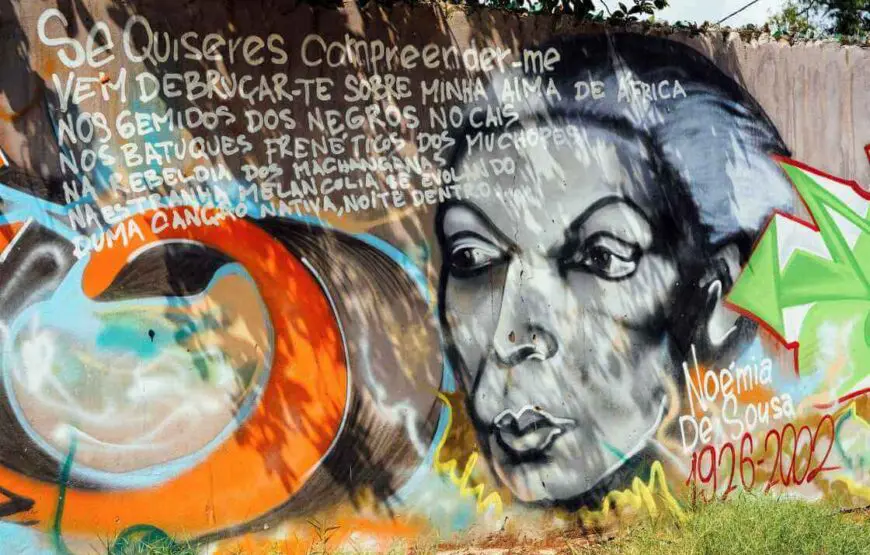 Se Quiseres Compreender-me
VEM DEBRUÇAR-TE SOBRE MINHA ALMA DE ÁFRICA
NOS GEMIDOS DOS NEGROS NO CAIS
NOS BATUQUES FRENÉTICOS DOS MUCHOPES
NA REBELDIA DOS MACHANGANAS
NA ESTRANHA MELANCOLIA SE EVOLANDO
DUMA CANÇÃO NATIVA, NOITE DENTRO...
Noémia
De Sousa
1926-2002